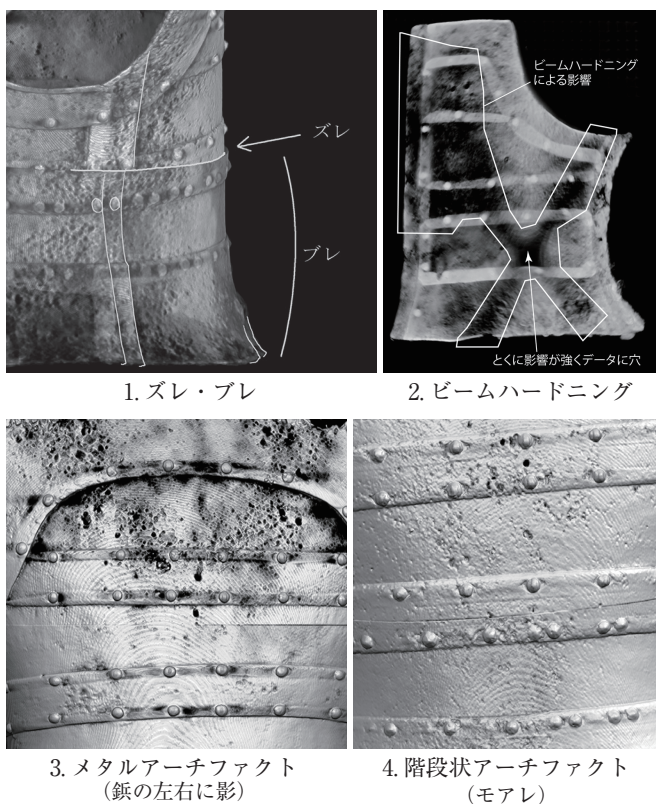 ズレ
ブレ
1. ズレ・ブレ
ビームハードニング
による影響
とくに影響が強くデータに穴
2. ビームハードニング
3. メタルアーチファクト
(鋲の左右に影)
4. 階段状アーチファクト
(モアレ)